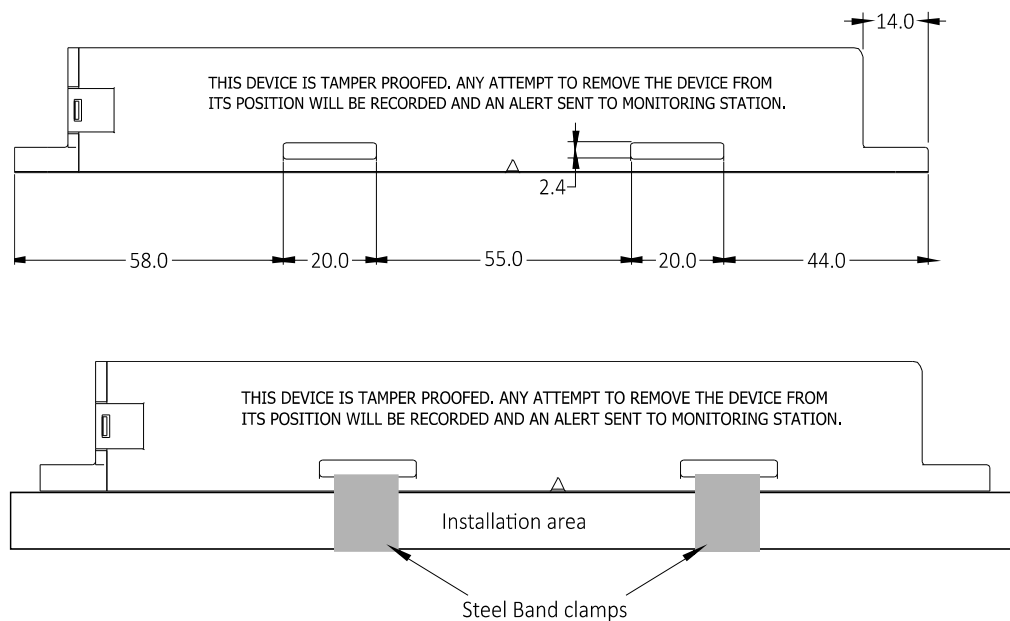 14.0
THIS DEVICE IS TAMPER PROOFED. ANY ATTEMPT TO REMOVE THE DEVICE FROM
ITS POSITION WILL BE RECORDED AND AN ALERT SENT TO MONITORING STATION.
2.4
58.0 20.0 55.0 20.0 44.0
THIS DEVICE IS TAMPER PROOFED. ANY ATTEMPT TO REMOVE THE DEVICE FROM
ITS POSITION WILL BE RECORDED AND AN ALERT SENT TO MONITORING STATION.
Installation area
Steel Band clamps